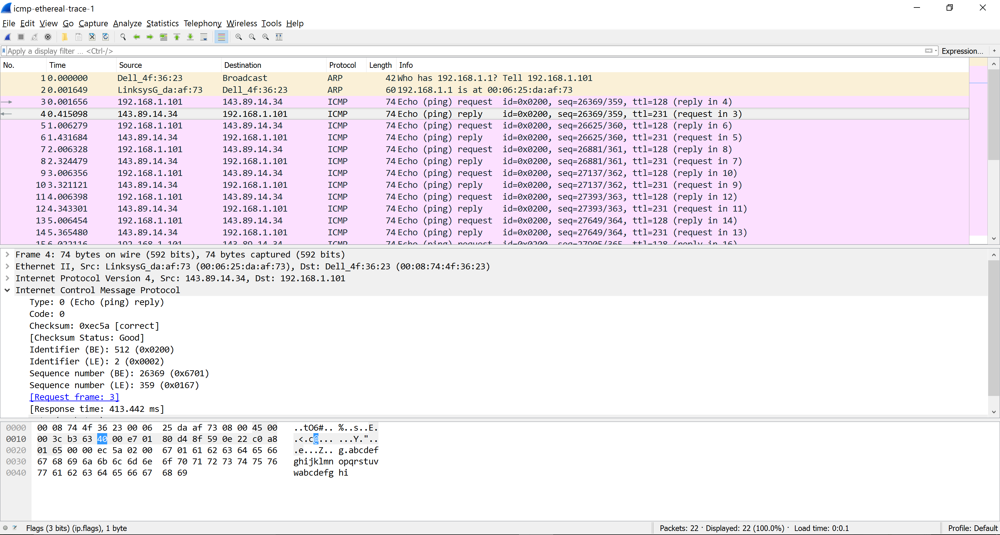 icmp-ethereal-trace-1
File Edit View Go Capture Analyze Statistics Telephony Wireless Tools Help
Apply a display filter ... <Ctrl-/> Expression... +
No. Time Source Destination Protocol Length Info
1 0.000000 Dell_4f:36:23 Broadcast ARP 42 Who has 192.168.1.1? Tell 192.168.1.101
2 0.001649 LinksysG_da:af:73 Dell_4f:36:23 ARP 60 192.168.1.1 is at 00:06:25:da:af:73
3 0.001656 192.168.1.101 143.89.14.34 ICMP 74 Echo (ping) request id=0x0200, seq=26369/359, ttl=128 (reply in 4)
4 0.415098 143.89.14.34 192.168.1.101 ICMP 74 Echo (ping) reply id=0x0200, seq=26369/359, ttl=231 (request in 3)
5 1.006279 192.168.1.101 143.89.14.34 ICMP 74 Echo (ping) request id=0x0200, seq=26625/360, ttl=128 (reply in 6)
6 1.431684 143.89.14.34 192.168.1.101 ICMP 74 Echo (ping) reply id=0x0200, seq=26625/360, ttl=231 (request in 5)
7 2.006328 192.168.1.101 143.89.14.34 ICMP 74 Echo (ping) request id=0x0200, seq=26881/361, ttl=128 (reply in 8)
8 2.324479 143.89.14.34 192.168.1.101 ICMP 74 Echo (ping) reply id=0x0200, seq=26881/361, ttl=231 (request in 7)
9 3.006356 192.168.1.101 143.89.14.34 ICMP 74 Echo (ping) request id=0x0200, seq=27137/362, ttl=128 (reply in 10)
10 3.321121 143.89.14.34 192.168.1.101 ICMP 74 Echo (ping) reply id=0x0200, seq=27137/362, ttl=231 (request in 9)
11 4.006398 192.168.1.101 143.89.14.34 ICMP 74 Echo (ping) request id=0x0200, seq=27393/363, ttl=128 (reply in 12)
12 4.343301 143.89.14.34 192.168.1.101 ICMP 74 Echo (ping) reply id=0x0200, seq=27393/363, ttl=231 (request in 11)
13 5.006454 192.168.1.101 143.89.14.34 ICMP 74 Echo (ping) request id=0x0200, seq=27649/364, ttl=128 (reply in 14)
14 5.365480 143.89.14.34 192.168.1.101 ICMP 74 Echo (ping) reply id=0x0200, seq=27649/364, ttl=231 (request in 13)
15 6.022116 192.168.1.101 143.89.14.34 ICMP 74 Echo (ping) request id=0x0200, seq=27905/365, ttl=128 (reply in 16)
Frame 4: 74 bytes on wire (592 bits), 74 bytes captured (592 bits)
Ethernet II, Src: LinksysG_da:af:73 (00:06:25:da:af:73), Dst: Dell_4f:36:23 (00:08:74:4f:36:23)
Internet Protocol Version 4, Src: 143.89.14.34, Dst: 192.168.1.101
Internet Control Message Protocol
Type: 0 (Echo (ping) reply)
Code: 0
Checksum: 0xec5a [correct]
[Checksum Status: Good]
Identifier (BE): 512 (0x0200)
Identifier (LE): 2 (0x0002)
Sequence number (BE): 26369 (0x6701)
Sequence number (LE): 359 (0x0167)
[Request frame: 3]
[Response time: 413.442 ms]
0000 00 08 74 4f 36 23 00 06 25 da af 73 08 00 45 00 ..tO6#.. %..s..E.
0010 00 3c b3 63 40 00 e7 01 80 d4 8f 59 0e 22 c0 a8 .<.c@... ...Y."..
0020 01 65 00 00 ec 5a 02 00 67 01 61 62 63 64 65 66 .e...Z.. g.abcdef
0030 67 68 69 6a 6b 6c 6d 6e 6f 70 71 72 73 74 75 76 ghijklmn opqrstuv
0040 77 61 62 63 64 65 66 67 68 69 wabcdefg hi
Flags (3 bits) (ip.flags), 1 byte Packets: 22 · Displayed: 22 (100.0%) · Load time: 0:0.1 Profile: Default